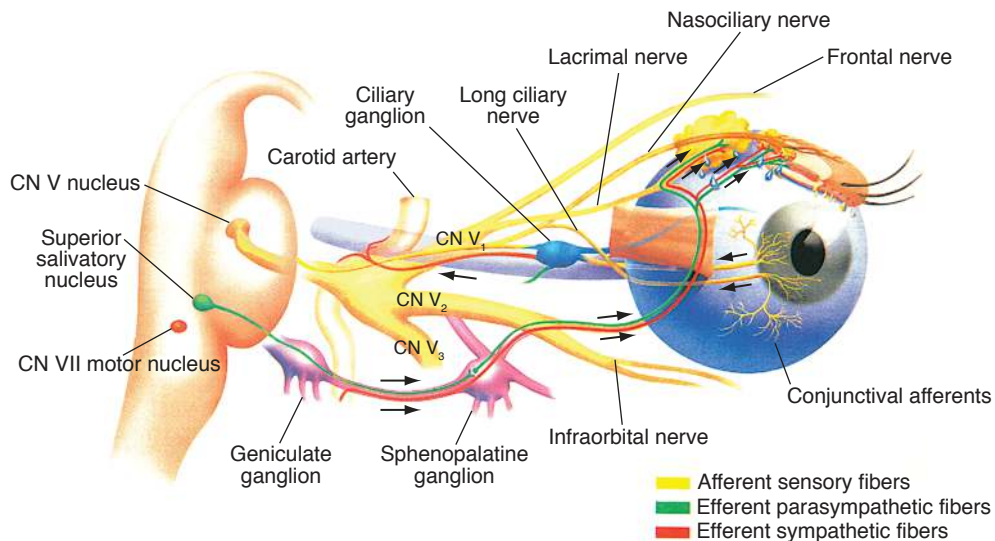 Nasociliary nerve
Lacrimal nerve
Frontal nerve
Ciliary
ganglion
Long ciliary
nerve
Carotid artery
CN V nucleus
Superior
salivatory
nucleus
CN V1
CN V2
CN V3
CN VII motor nucleus
Conjunctival afferents
Infraorbital nerve
Geniculate
ganglion
Sphenopalatine
ganglion
Afferent sensory fibers
Efferent parasympathetic fibers
Efferent sympathetic fibers